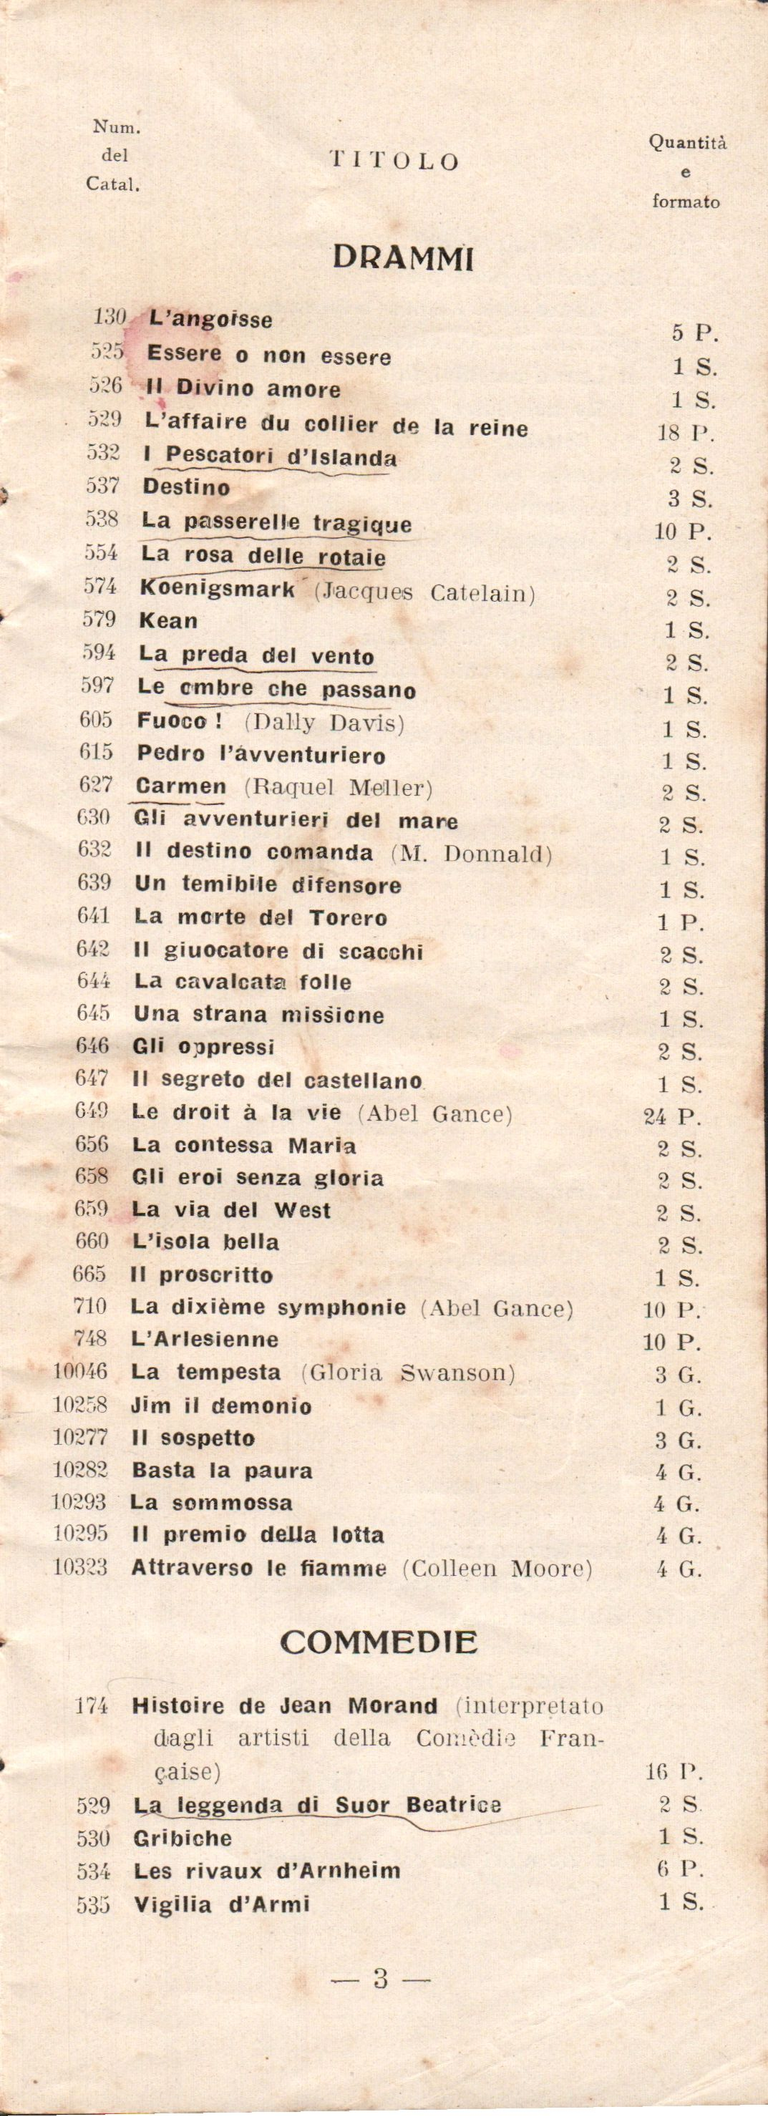 Num.
del
Catal.
TITOLO
Quantità
e
formato
DRAMMI
130 L'angoisse 5 P.
525 Essere o non essere 1 S.
526 Il Divino amore 1 S.
529 L'affaire du collier de la reine 18 P.
532 I Pescatori d'Islanda 2 S.
537 Destino 3 S.
538 La passerelle tragique 10 P.
554 La rosa delle rotaie 2 S.
574 Koenigsmark (Jacques Catelain) 2 S.
579 Kean 1 S.
594 La preda del vento 2 S.
597 Le ombre che passano 1 S.
605 Fuoco! (Dally Davis) 1 S.
615 Pedro l'avventuriero 1 S.
627 Carmen (Raquel Meller) 2 S.
630 Gli avventurieri del mare 2 S.
632 Il destino comanda (M. Donnald) 1 S.
639 Un temibile difensore 1 S.
641 La morte del Torero 1 P.
642 Il giuocatore di scacchi 2 S.
644 La cavalcata folle 2 S.
645 Una strana missione 1 S.
646 Gli oppressi 2 S.
647 Il segreto del castellano 1 S.
649 Le droit à la vie (Abel Gance) 24 P.
656 La contessa Maria 2 S.
658 Gli eroi senza gloria 2 S.
659 La via del West 2 S.
660 L'isola bella 2 S.
665 Il proscritto 1 S.
710 La dixième symphonie (Abel Gance) 10 P.
748 L'Arlesienne 10 P.
10046 La tempesta (Gloria Swanson) 3 G.
10258 Jim il demonio 1 G.
10277 Il sospetto 3 G.
10282 Basta la paura 4 G.
10293 La sommossa 4 G.
10295 Il premio della lotta 4 G.
10323 Attraverso le fiamme (Colleen Moore) 4 G.
COMMEDIE
174 Histoire de Jean Morand (interpretato
dagli artisti della Comèdie Fran-
çaise) 16 P.
529 La leggenda di Suor Beatrice 2 S.
530 Gribiche 1 S.
534 Les rivaux d'Arnheim 6 P.
535 Vigilia d'Armi 1 S.
— 3 —